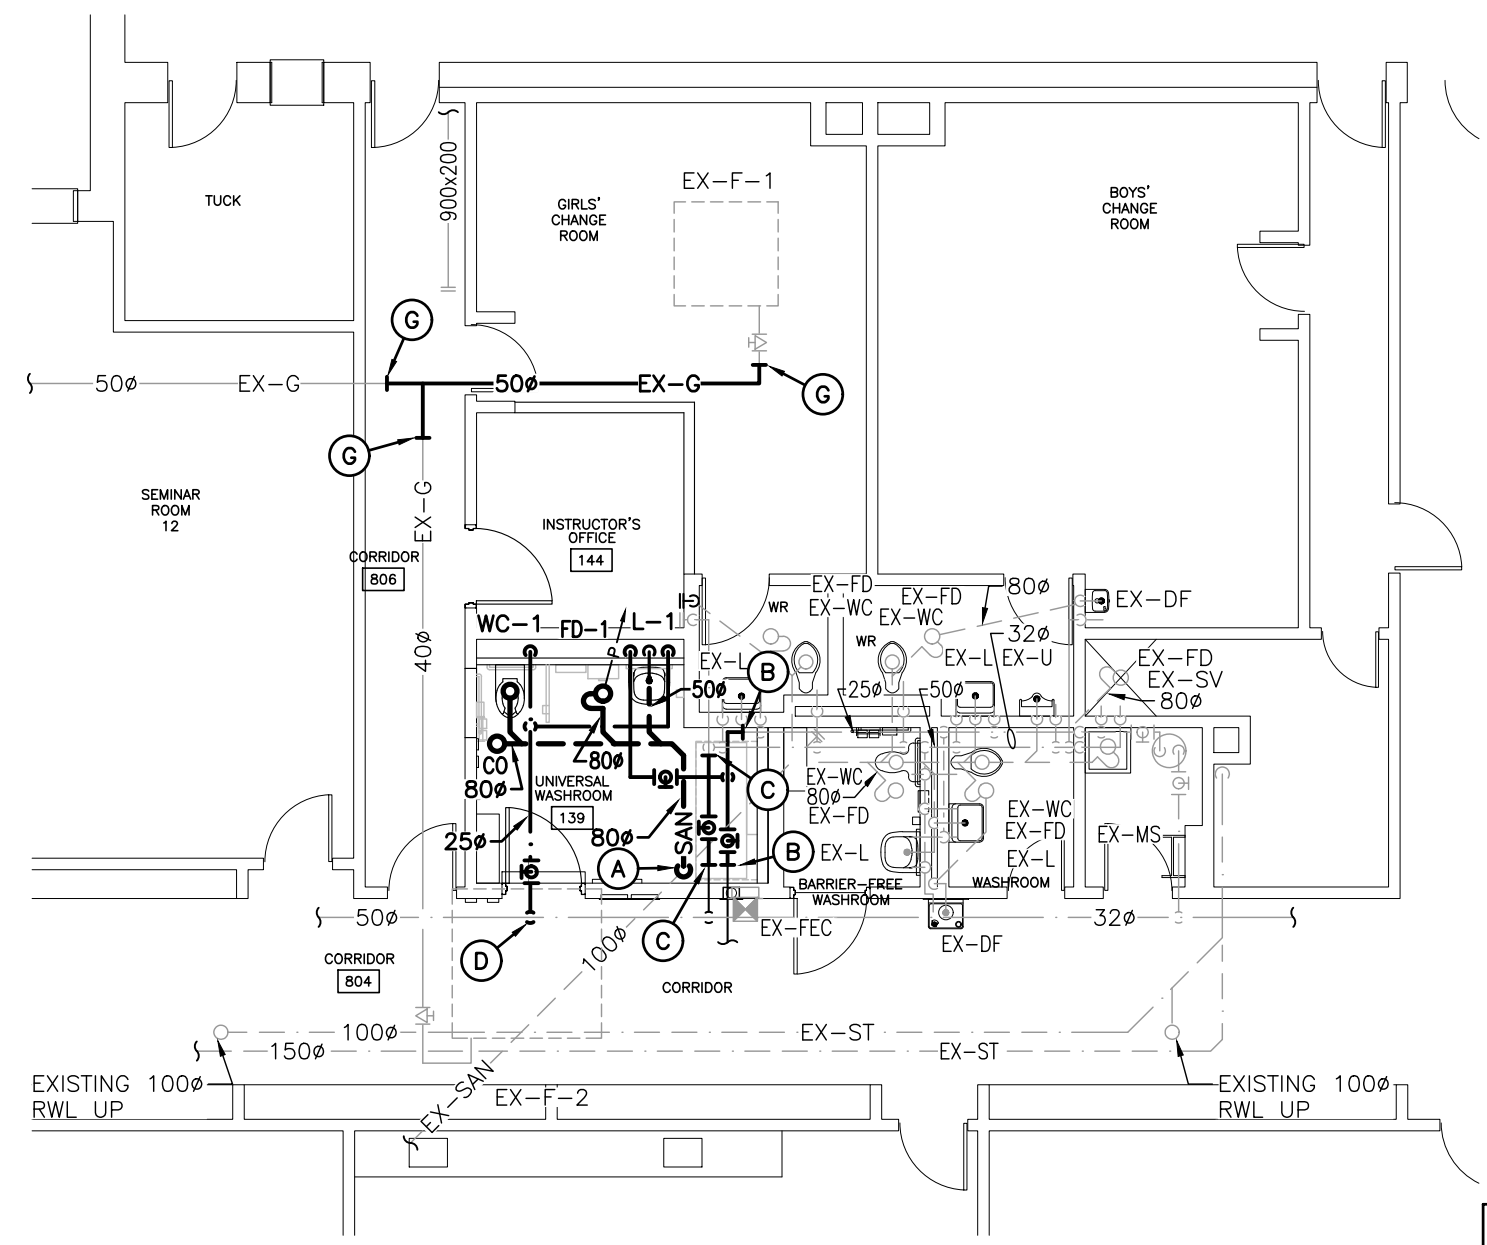 TUCK
900x200
GIRLS'
CHANGE
ROOM
EX-F-1
BOYS'
CHANGE
ROOM
G
50ø
EX-G
50ø
EX-G
G
G
SEMINAR
ROOM
12
EX-G
INSTRUCTOR'S
OFFICE
144
CORRIDOR
806
40ø
WC-1
FD-1
P
L-1
WR
EX-FD
EX-WC
EX-FD
EX-WC
WR
80ø
EX-DF
32ø
EX-L
B
EX-L
EX-U
EX-FD
EX-SV
80ø
50ø
25ø
50ø
CO
80ø
80ø
UNIVERSAL
WASHROOM
139
C
EX-WC
80ø
EX-FD
EX-WC
EX-FD
EX-L
25ø
80ø
SAN
A
B
EX-L
EX-MS
BARRIER-FREE
WASHROOM
WASHROOM
50ø
32ø
EX-FEC
EX-DF
D
C
100ø
CORRIDOR
804
CORRIDOR
100ø
EX-ST
150ø
EX-ST
EXISTING 100ø
RWL UP
EX-SAN
EX-F-2
EXISTING 100ø
RWL UP